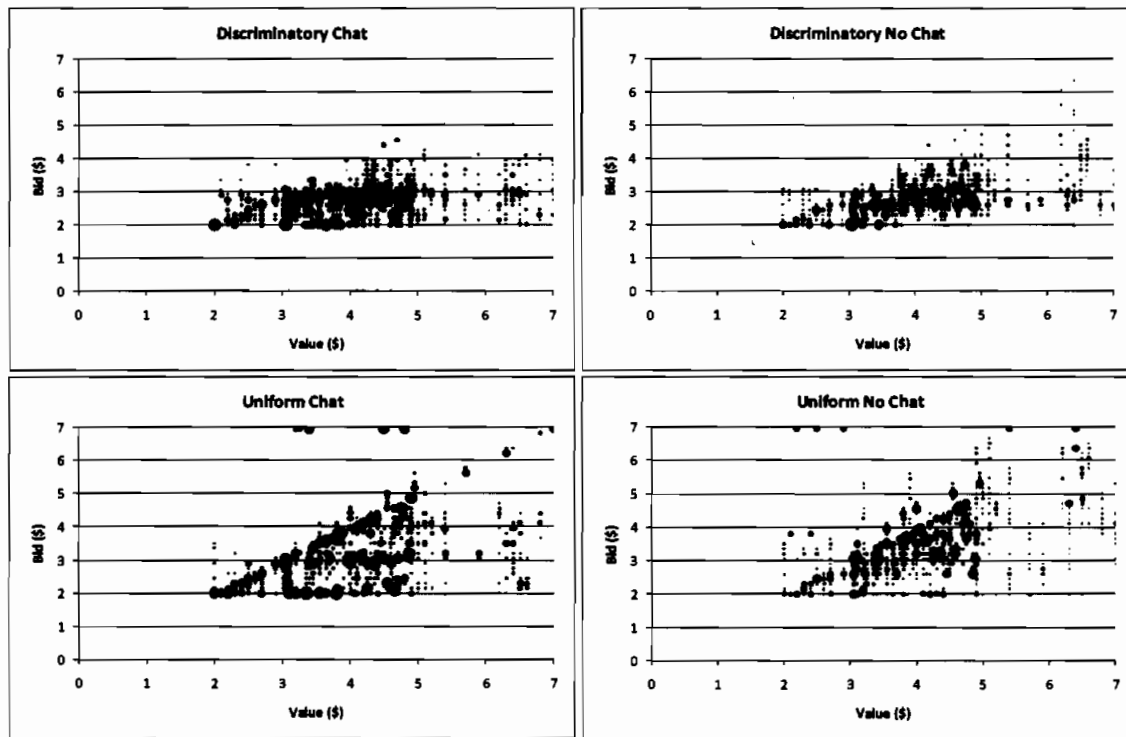 Discriminatory Chat
7
6
5
4
3
2
1
0
Bid ($)
0 1 2 3 4 5 6 7
Value ($)
Discriminatory No Chat
7
6
5
4
3
2
1
0
Bid ($)
0 1 2 3 4 5 6 7
Value ($)
Uniform Chat
7
6
5
4
3
2
1
0
Bid ($)
0 1 2 3 4 5 6 7
Value ($)
Uniform No Chat
7
6
5
4
3
2
1
0
Bid ($)
0 1 2 3 4 5 6 7
Value ($)